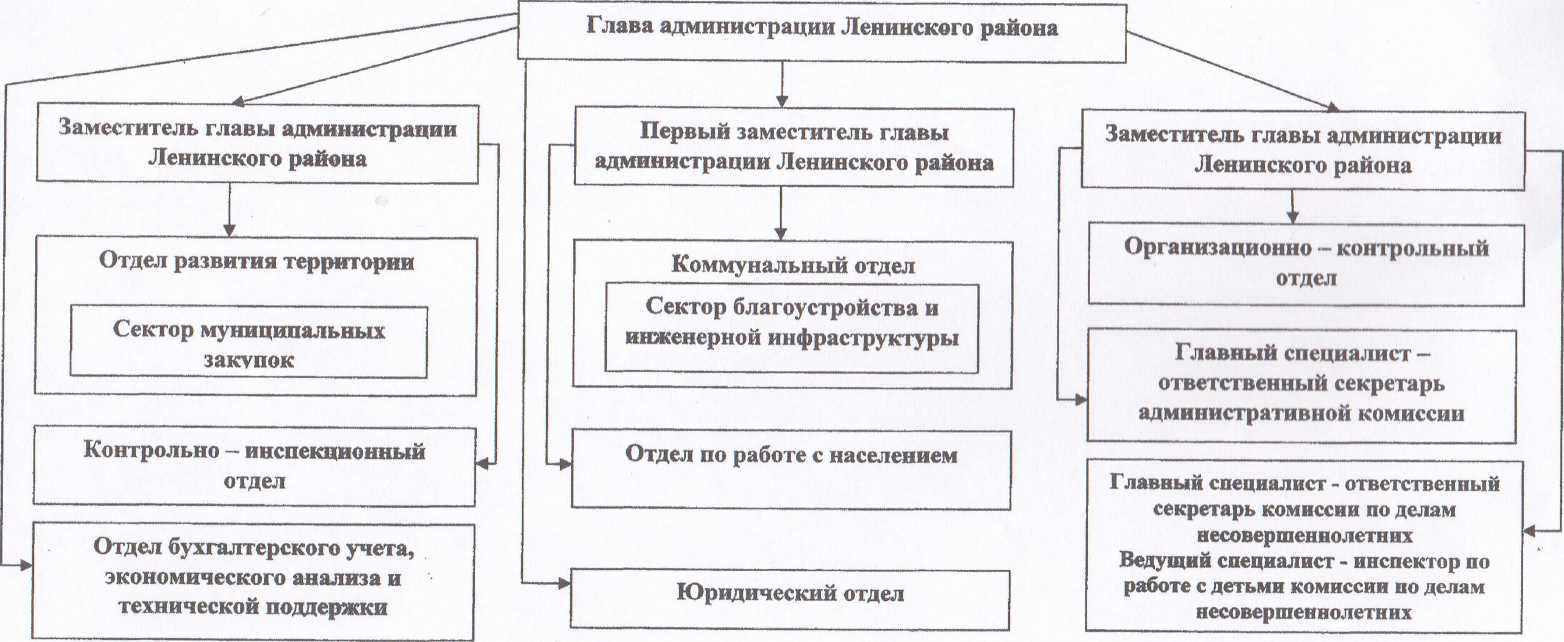 Глава администрации Ленинского района
Заместитель главы администрации
Ленинского района
Отдел развития территории
Сектор муниципальных
закупок
Контрольно – инспекционный
отдел
Отдел бухгалтерского учета,
экономического анализа и
технической поддержки
Первый заместитель главы
администрации Ленинского района
Коммунальный отдел
Сектор благоустройства и
инженерной инфраструктуры
Отдел по работе с населением
Юридический отдел
Заместитель главы администрации
Ленинского района
Организационно – контрольный
отдел
Главный специалист –
ответственный секретарь
административной комиссии
Главный специалист - ответственный
секретарь комиссии по делам
несовершеннолетних
Ведущий специалист - инспектор по
работе с детьми комиссии по делам
несовершеннолетних